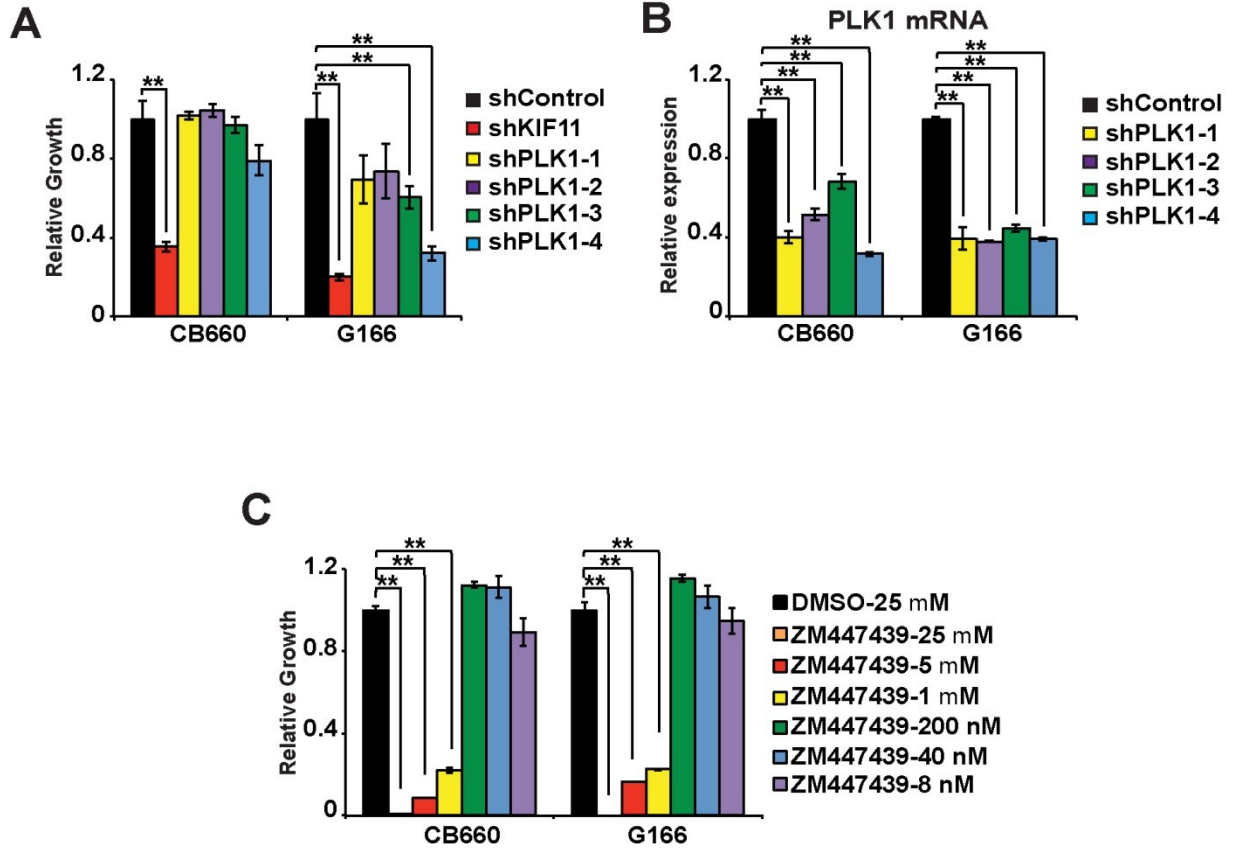 A
**
**
** **
1.2
0.8
0.4
0
Relative Growth
CB660 G166
shControl
shKIF11
shPLK1-1
shPLK1-2
shPLK1-3
shPLK1-4
B
PLK1 mRNA
** **
** **
** **
** **
1.2
0.8
0.4
0
Relative expression
CB660 G166
shControl
shPLK1-1
shPLK1-2
shPLK1-3
shPLK1-4
C
** **
** **
** **
1.2
0.8
0.4
0
Relative Growth
CB660 G166
DMSO-25 mM
ZM447439-25 mM
ZM447439-5 mM
ZM447439-1 mM
ZM447439-200 nM
ZM447439-40 nM
ZM447439-8 nM